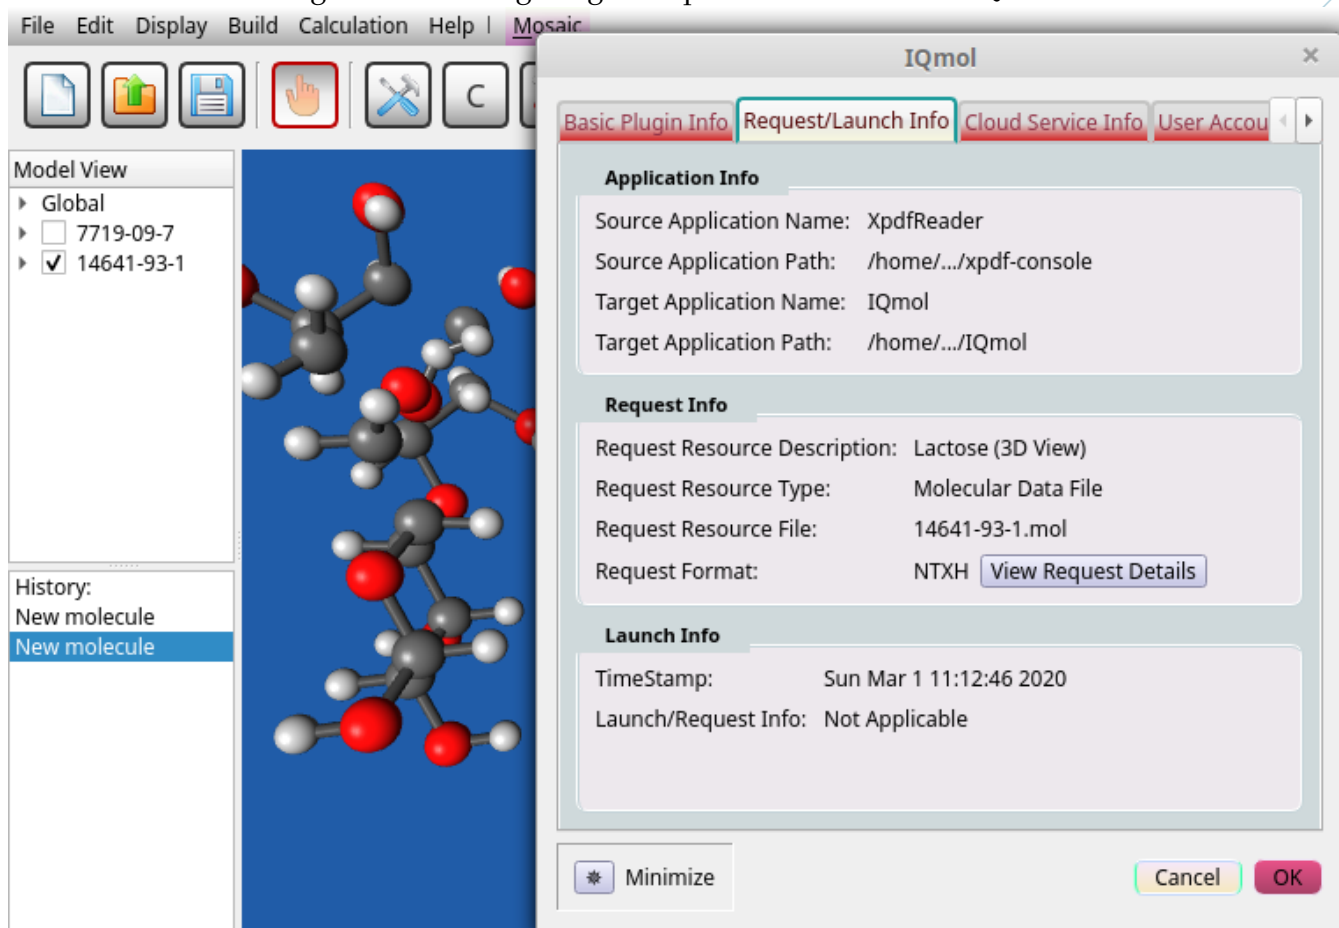 File Edit Display Build Calculation Help Mosaic
IQmol
C
Basic Plugin Info Request/Launch Info Cloud Service Info User Accou
Model View
Global
7719-09-7
14641-93-1
Application Info
Source Application Name: XpdfReader
Source Application Path: /home/.../xpdf-console
Target Application Name: IQmol
Target Application Path: /home/.../IQmol
Request Info
Request Resource Description: Lactose (3D View)
Request Resource Type: Molecular Data File
Request Resource File: 14641-93-1.mol
Request Format: NTXH View Request Details
History:
New molecule
New molecule
Launch Info
TimeStamp: Sun Mar 1 11:12:46 2020
Launch/Request Info: Not Applicable
Minimize
Cancel OK